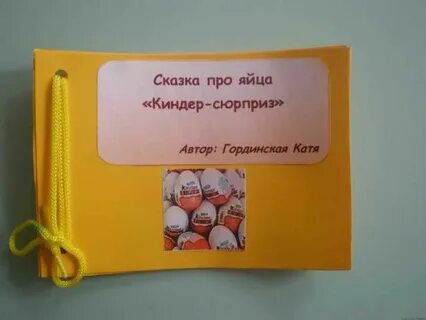 Сказка про яйца
«Киндер-сюрприз»
Автор: Гординская Катя